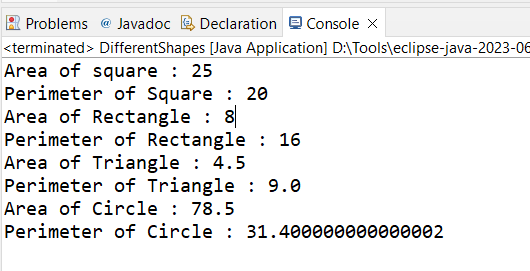 Problems @ Javadoc Declaration Console
<terminated> DifferentShapes [Java Application] D:\Tools\eclipse-java-2023-06
Area of square : 25
Perimeter of Square : 20
Area of Rectangle : 8
Perimeter of Rectangle : 16
Area of Triangle : 4.5
Perimeter of Triangle : 9.0
Area of Circle : 78.5
Perimeter of Circle : 31.400000000000002